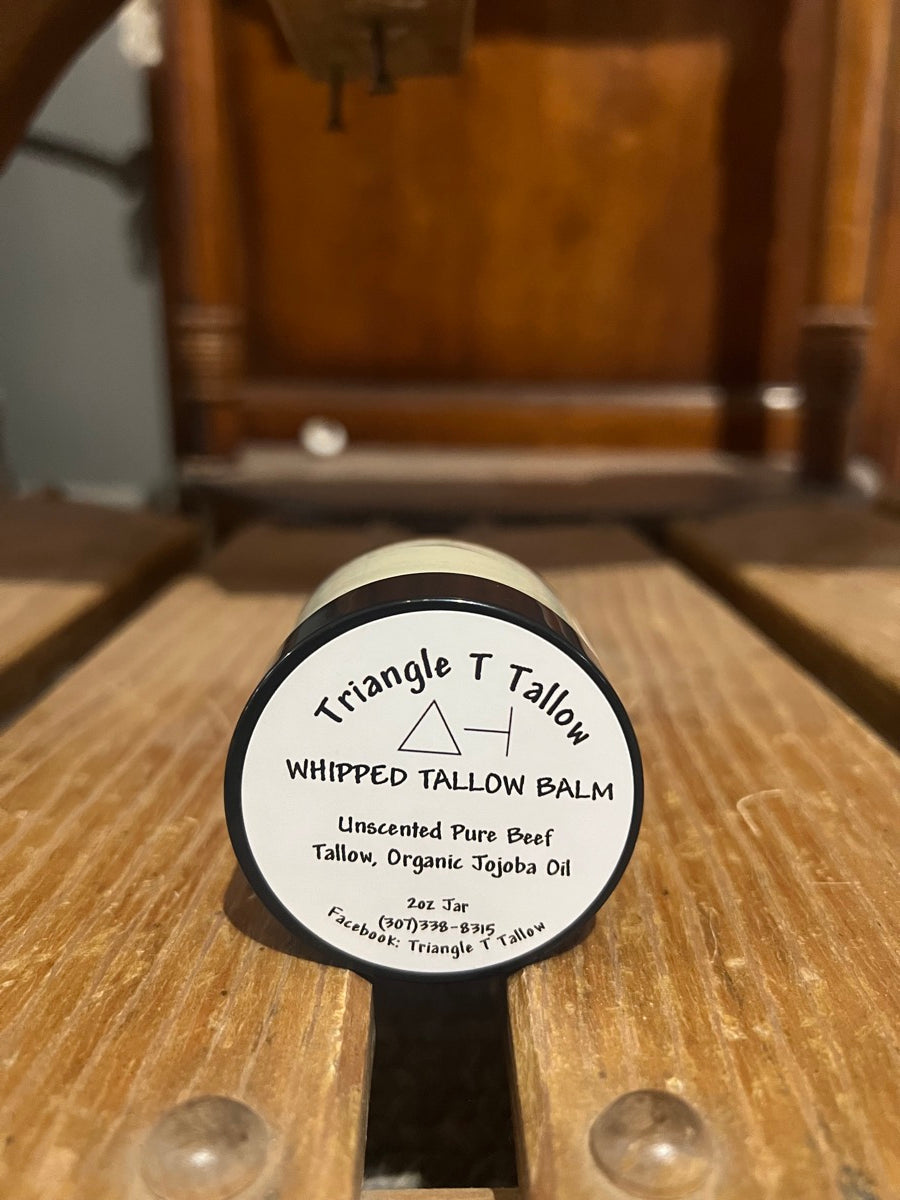 Triangle T Tallow
WHIPPED TALLOW BALM
Unscented Pure Beef
Tallow, Organic Jojoba Oil
2oz Jar
(307)338-8315
Facebook: Triangle T Tallow